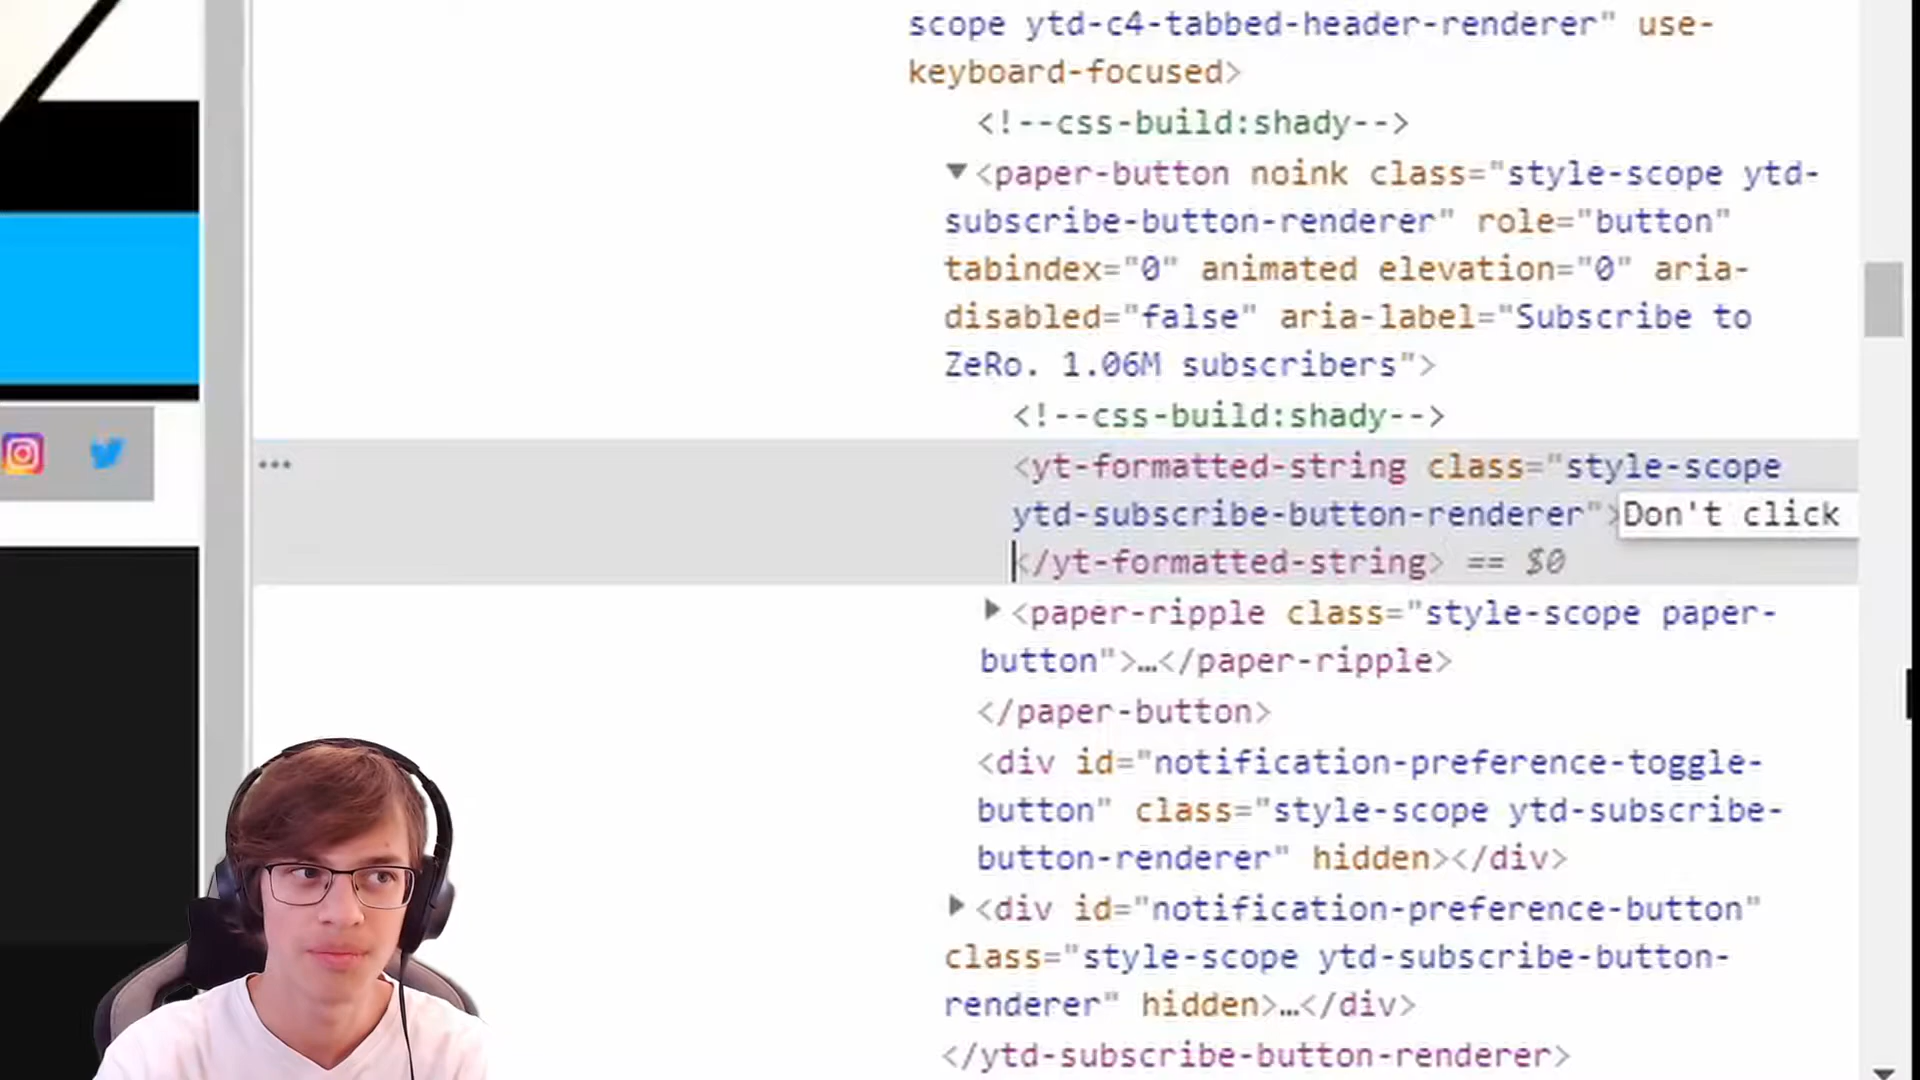 scope ytd-c4-tabbed-header-renderer" use-
keyboard-focused>
<!--css-build:shady-->
<paper-button noink class="style-scope ytd-
subscribe-button-renderer" role="button"
tabindex="0" animated elevation="0" aria-
disabled="false" aria-label="Subscribe to
ZeRo. 1.06M subscribers">
<!--css-build:shady-->
<yt-formatted-string class="style-scope
ytd-subscribe-button-renderer">Don't click
</yt-formatted-string> == $0
<paper-ripple class="style-scope paper-
button">…</paper-ripple>
</paper-button>
<div id="notification-preference-toggle-
button" class="style-scope ytd-subscribe-
button-renderer" hidden></div>
<div id="notification-preference-button"
class="style-scope ytd-subscribe-button-
renderer" hidden>…</div>
</ytd-subscribe-button-renderer>